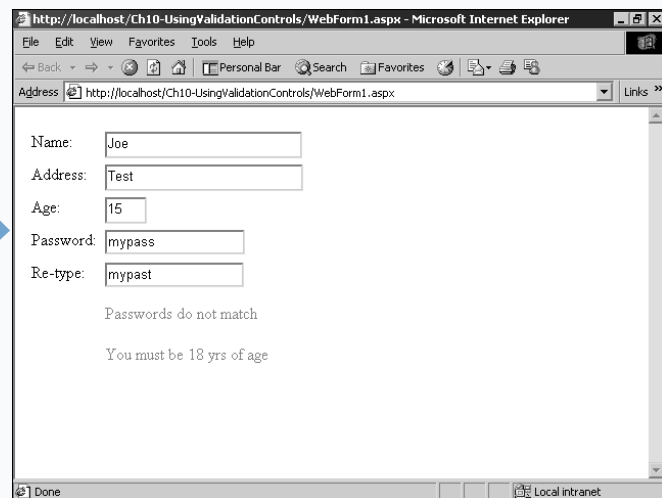 http://localhost/Ch10-UsingValidationControls/WebForm1.aspx - Microsoft Internet Explorer
File Edit View Favorites Tools Help
Back Personal Bar Search Favorites
Address http://localhost/Ch10-UsingValidationControls/WebForm1.aspx Links »
Name: Joe
Address: Test
Age: 15
Password: mypass
Re-type: mypast
Passwords do not match
You must be 18 yrs of age
Done Local intranet